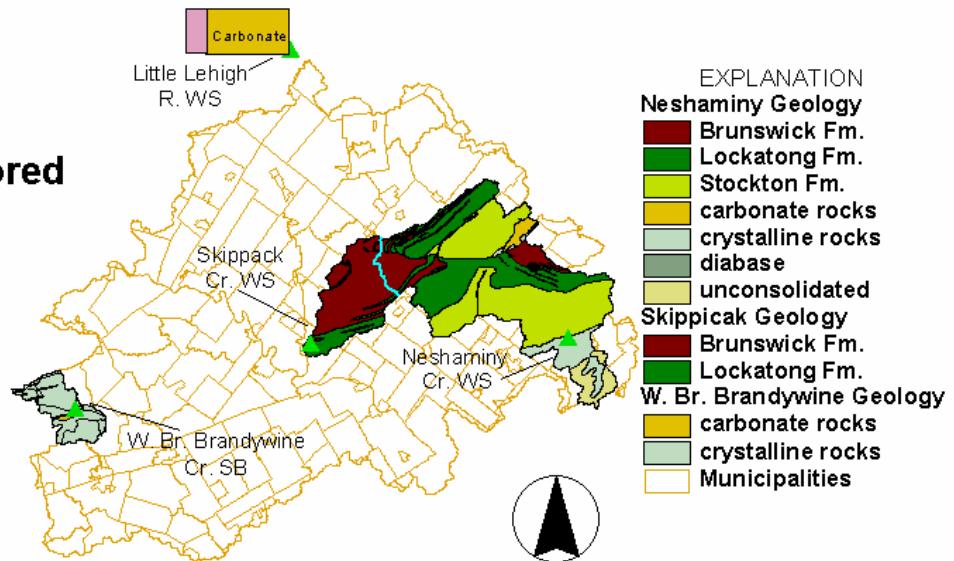 Carbonate
Little Lehigh
R. WS
ored
Skippack
Cr. WS
Neshaminy
Cr. WS
W. Br. Brandywine
Cr. SB
EXPLANATION
Neshaminy Geology
Brunswick Fm.
Lockatong Fm.
Stockton Fm.
carbonate rocks
crystalline rocks
diabase
unconsolidated
Skippicak Geology
Brunswick Fm.
Lockatong Fm.
W. Br. Brandywine Geology
carbonate rocks
crystalline rocks
Municipalities